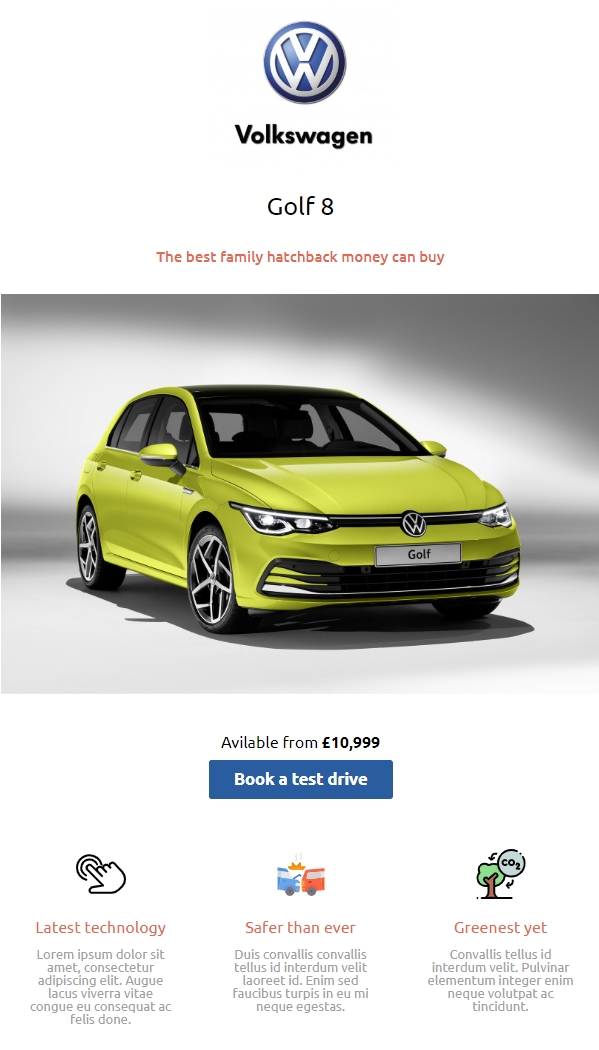 Volkswagen
Golf 8
The best family hatchback money can buy
Golf
Avilable from £10,999
Book a test drive
CO2
Latest technology
Safer than ever
Greenest yet
Lorem ipsum dolor sit
amet, consectetur
adipiscing elit. Augue
lacus viverra vitae
congue eu consequat ac
felis done.
Duis convallis convallis
tellus id interdum velit
laoreet id. Enim sed
faucibus turpis in eu mi
neque egestas.
Convallis tellus id
interdum velit. Pulvinar
elementum integer enim
neque volutpat ac
tincidunt.